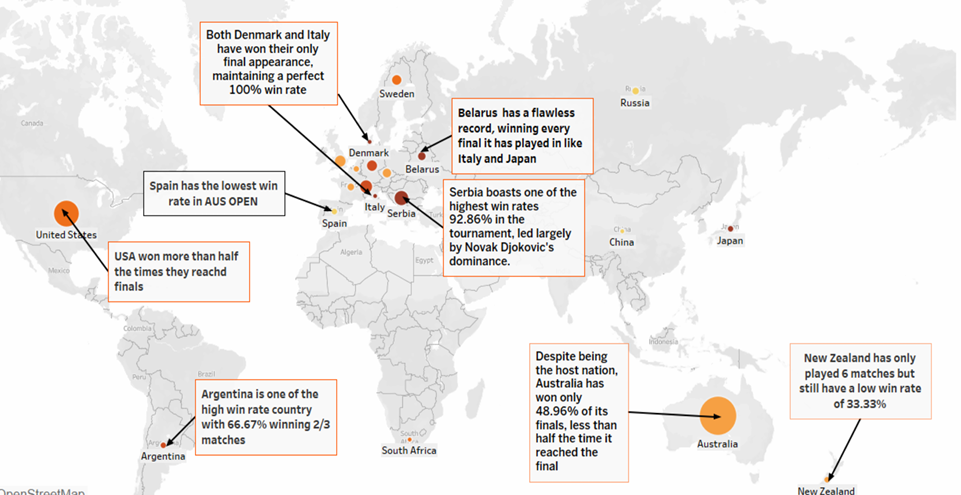 Both Denmark and Italy
have won their only
final appearance,
maintaining a perfect
100% win rate
Sweden
Russia
Canada
Belarus has a flawless
record, winning every
final it has played in like
Italy and Japan
Denmark
Belarus
Spain has the lowest win
rate in AUS OPEN
Serbia boasts one of the
highest win rates
92.86% in the
tournament, led largely
by Novak Djokovic's
dominance.
Italy
Serbia
Spain
United States
China
Japan
USA won more than half
the times they reachd
finals
Mexico
Algeria
Egypt
Colombia
Indonesia
Despite being
the host nation,
Australia has
won only
48.96% of its
finals, less than
half the time it
reached the
final
New Zealand has only
played 6 matches but
still have a low win rate
of 33.33%
Peru
Brazil
Argentina is one of the
high win rate country
with 66.67% winning 2/3
matches
Australia
South
South Africa
Argentina
OpenStreetMap
New Zealand